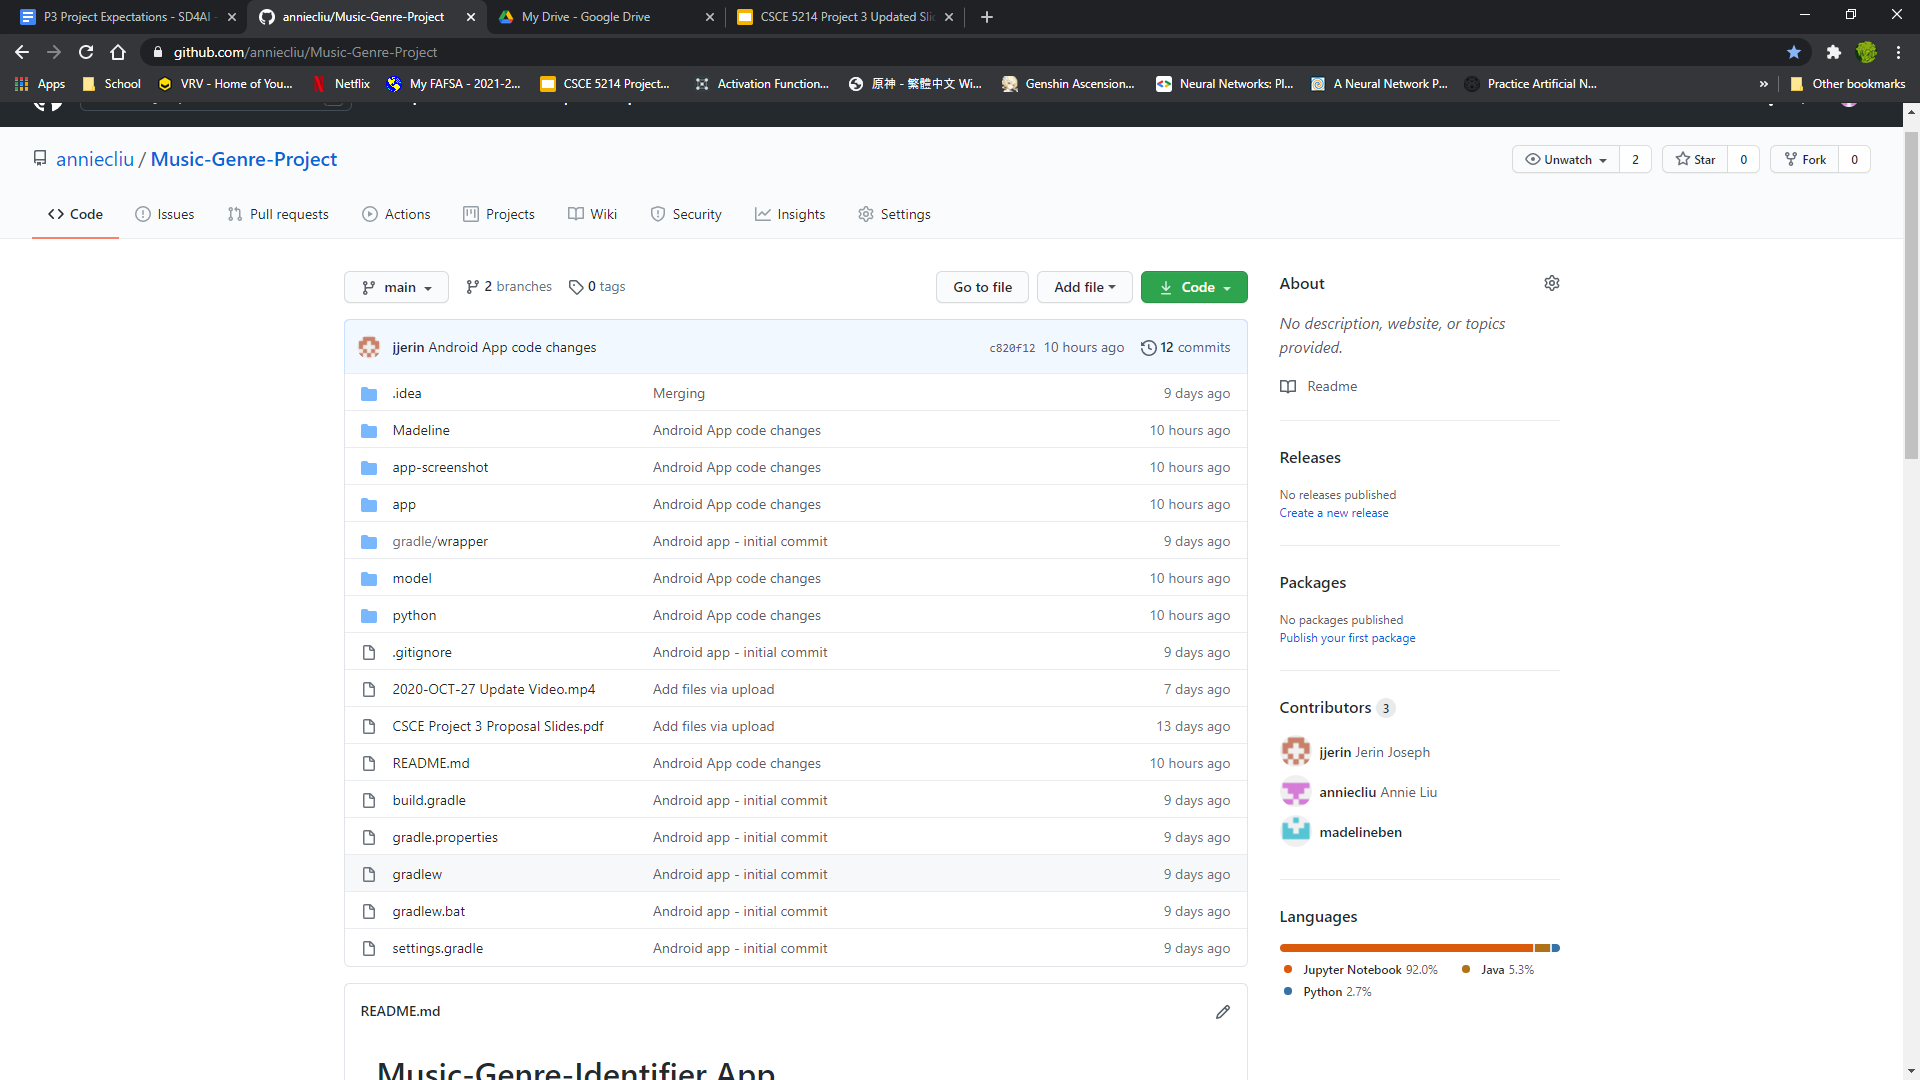 P3 Project Expectations - SD4AI -
anniecliu/Music-Genre-Project
My Drive - Google Drive
CSCE 5214 Project 3 Updated Slid
github.com/anniecliu/Music-Genre-Project
Apps School VRV - Home of You... Netflix My FAFSA - 2021-2... CSCE 5214 Project... Activation Function... 原神 - 繁體中文 Wi... Genshin Ascension... Neural Networks: Pl... A Neural Network P... Practice Artificial N... » Other bookmarks
anniecliu / Music-Genre-Project
Unwatch 2 Star 0 Fork 0
Code Issues Pull requests Actions Projects Wiki Security Insights Settings
main 2 branches 0 tags Go to file Add file Code
jjerin Android App code changes c820f12 10 hours ago 12 commits
.idea Merging 9 days ago
Madeline Android App code changes 10 hours ago
app-screenshot Android App code changes 10 hours ago
app Android App code changes 10 hours ago
gradle/wrapper Android app - initial commit 9 days ago
model Android App code changes 10 hours ago
python Android App code changes 10 hours ago
.gitignore Android app - initial commit 9 days ago
2020-OCT-27 Update Video.mp4 Add files via upload 7 days ago
CSCE Project 3 Proposal Slides.pdf Add files via upload 13 days ago
README.md Android App code changes 10 hours ago
build.gradle Android app - initial commit 9 days ago
gradle.properties Android app - initial commit 9 days ago
gradlew Android app - initial commit 9 days ago
gradlew.bat Android app - initial commit 9 days ago
settings.gradle Android app - initial commit 9 days ago
README.md
Music-Genre-Identifier App
About
No description, website, or topics
provided.
Readme
Releases
No releases published
Create a new release
Packages
No packages published
Publish your first package
Contributors 3
jjerin Jerin Joseph
anniecliu Annie Liu
madelineben
Languages
Jupyter Notebook 92.0% Java 5.3%
Python 2.7%